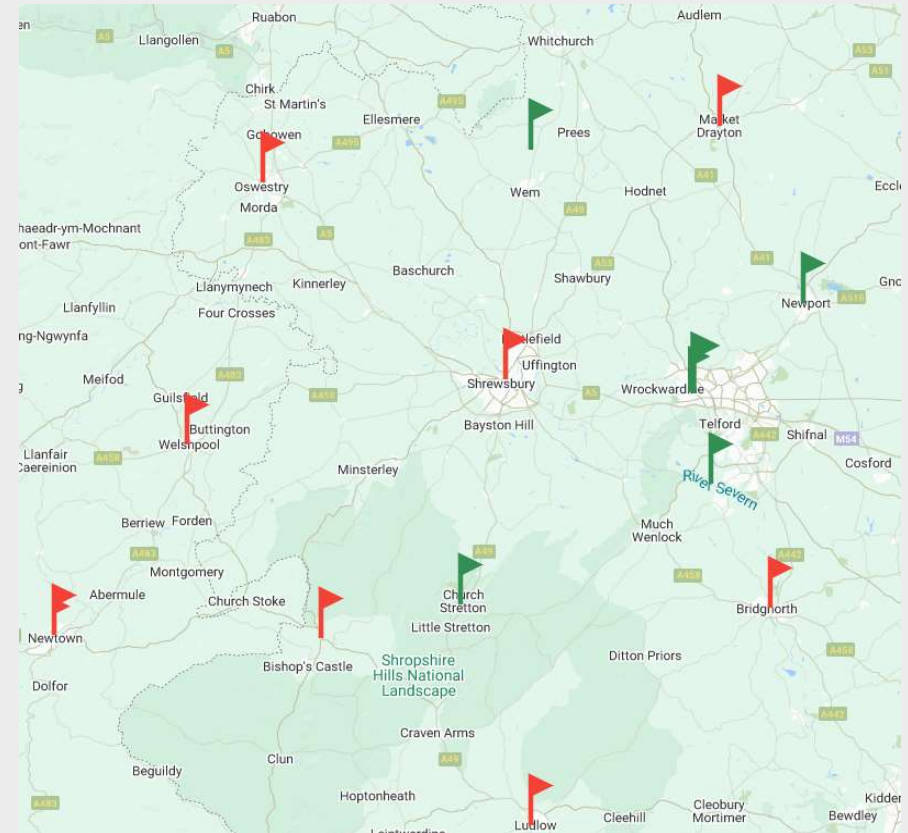 Ruabon
Audlem
en
A5
Llangollen
A5
Whitchurch
A53
A51
Chirk
St Martin's
A495
Ellesmere
Gobowen
A495
Prees
Market
Drayton
A41
Oswestry
Morda
Wem
Hodnet
Eccl
A49
haeadr-ym-Mochnant
ont-Fawr
A483
A5
A41
A53
Baschurch
Shawbury
Llanymynech
Kinnerley
Gno
A518
Newport
Llanfyllin
Four Crosses
ng-Ngwynfa
Uffington
Meifod
A483
Shrewsbury
Wrockwardine
A458
A5
Guilsfield
Buttington
Welshpool
Bayston Hill
Telford
A442
Shifnal
M54
Llanfair
Caereinion
A458
Minsterley
Cosford
River Severn
Berriew
Forden
Much
Wenlock
A483
A49
A442
Montgomery
A458
Abermule
Church Stoke
Church
Stretton
Bridgnorth
Little Stretton
Newtown
A458
Bishop's Castle
Shropshire
Hills National
Landscape
Ditton Priors
Dolfor
A442
Craven Arms
Clun
A49
Beguildy
Hoptonheath
A483
Cleobury
Mortimer
Kidder
Bewdley
Ludlow
Cleehill